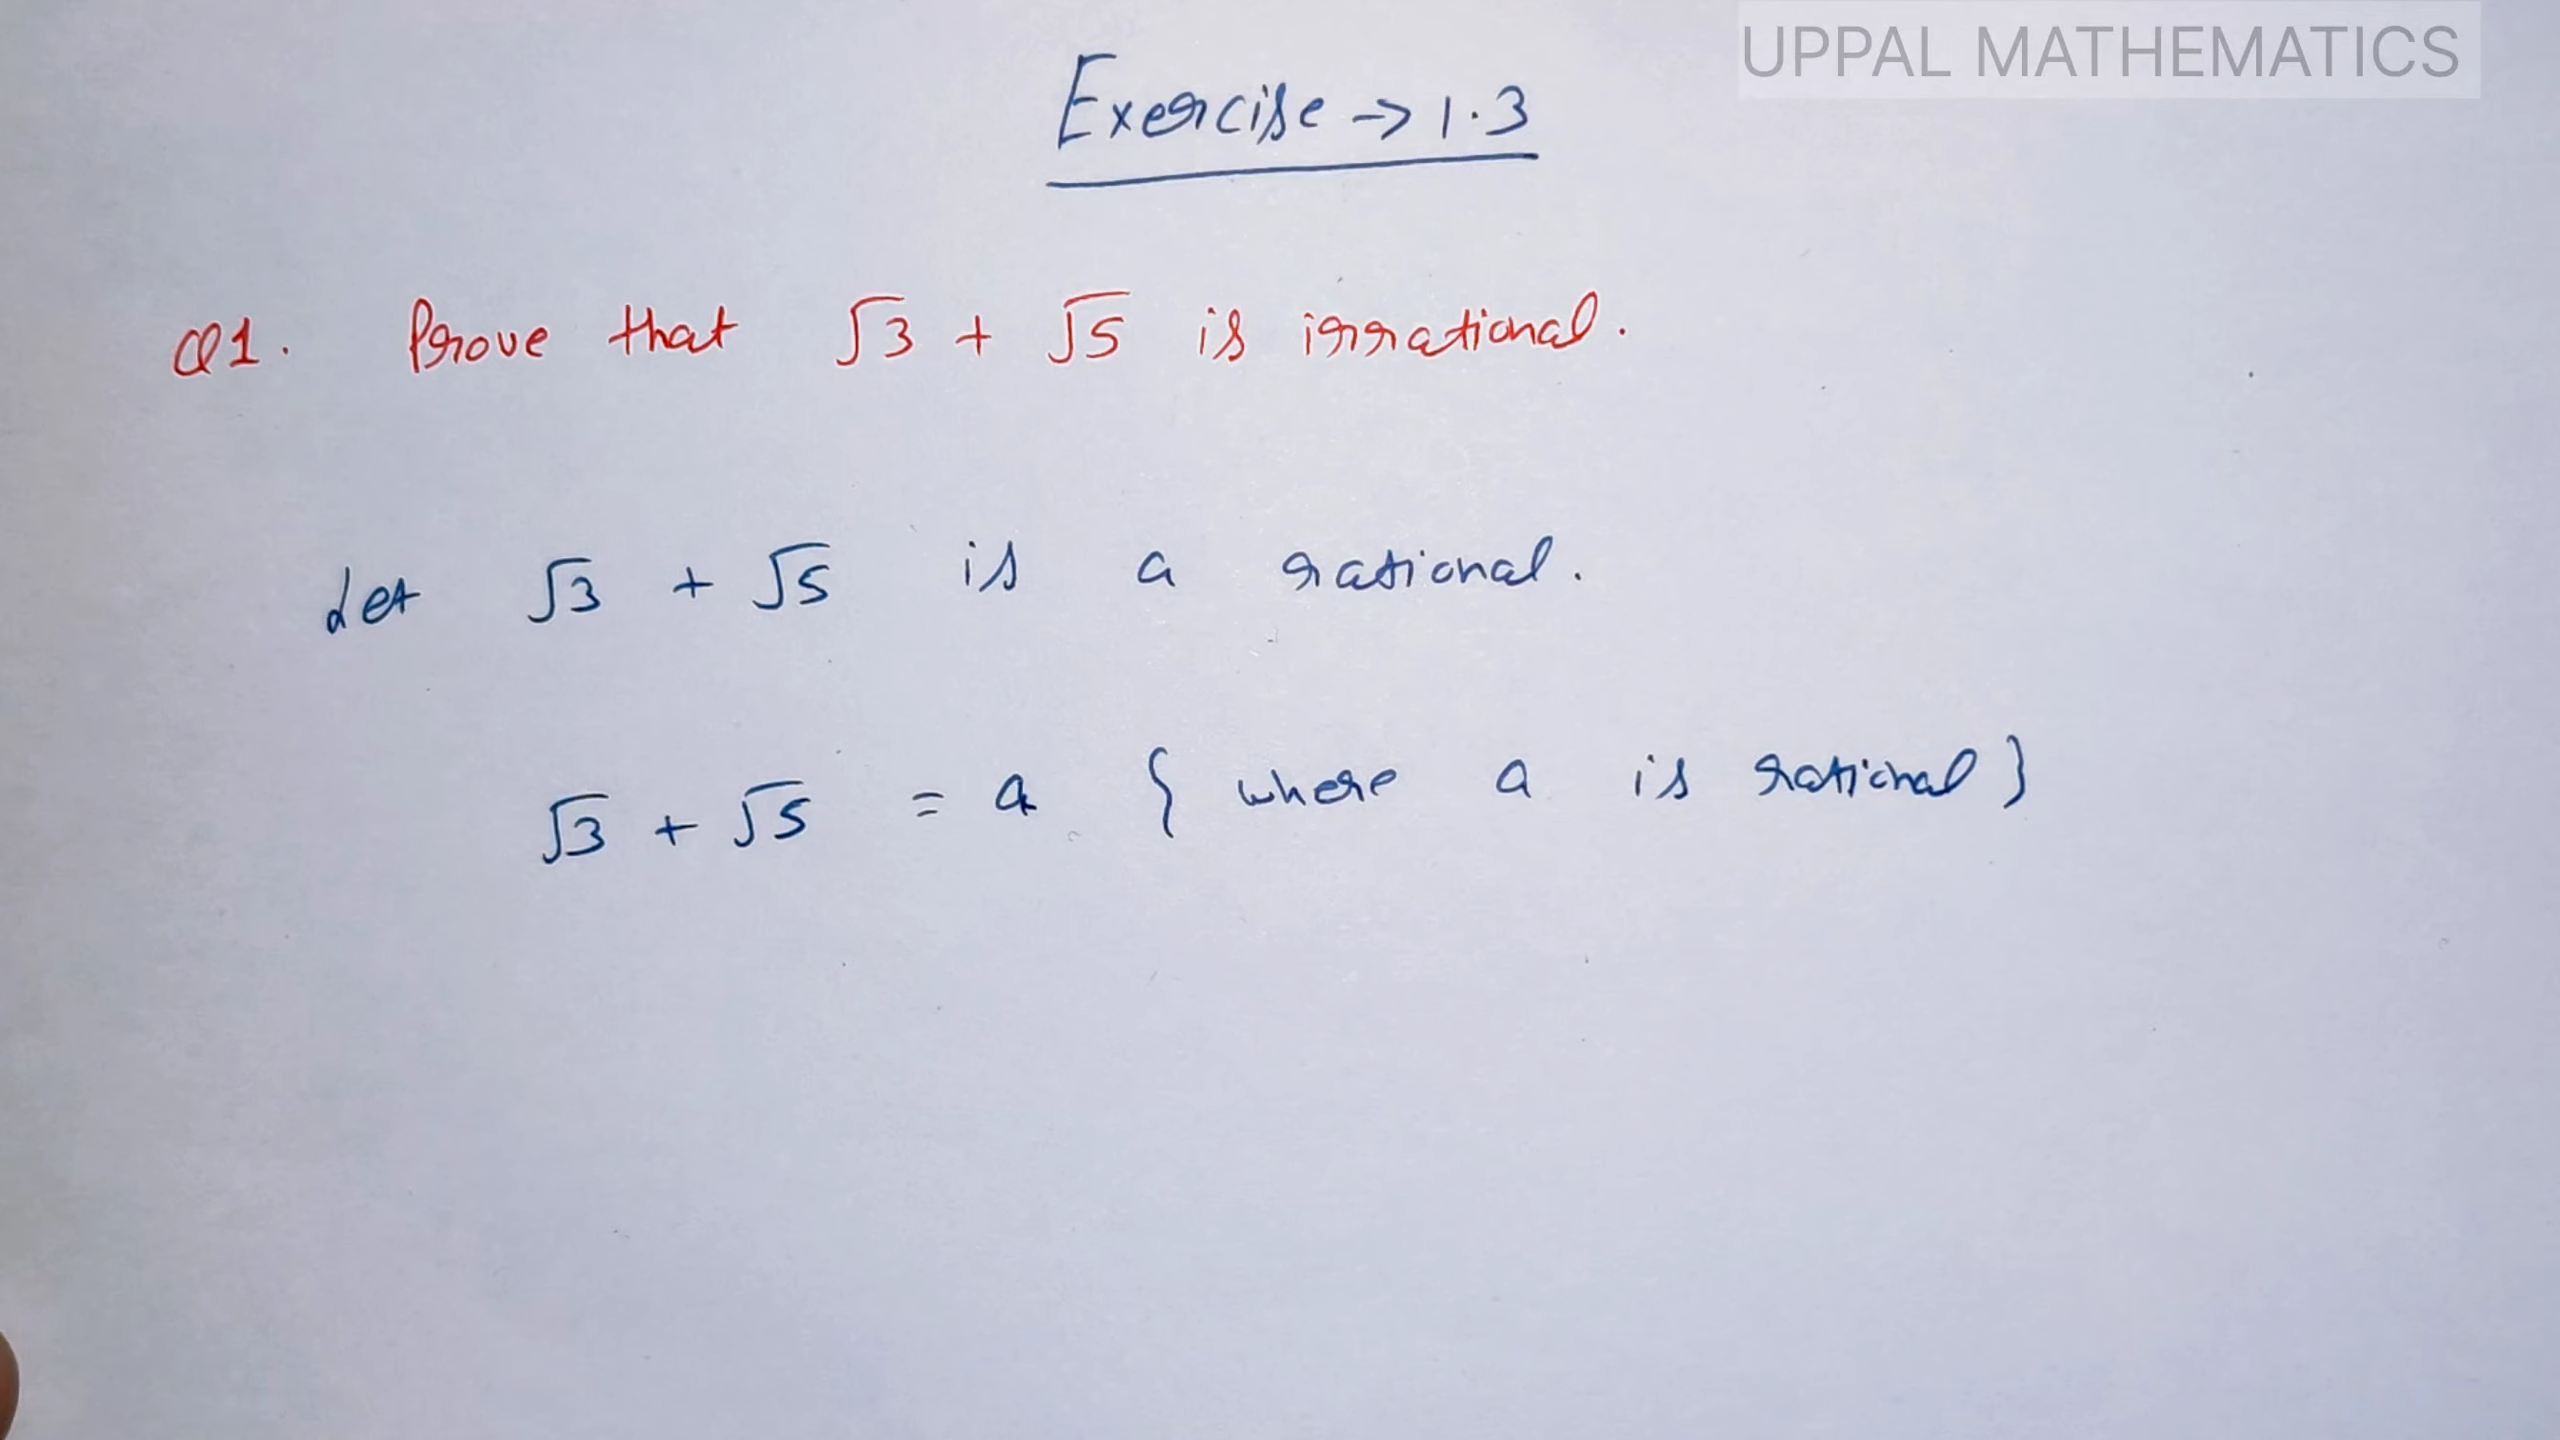 UPPAL MATHEMATICS
Exercise → 1.3
Q1. Prove that √3 + √5 is irrational.
Let √3 + √5 is a rational.
√3 + √5 = a { where a is rational }